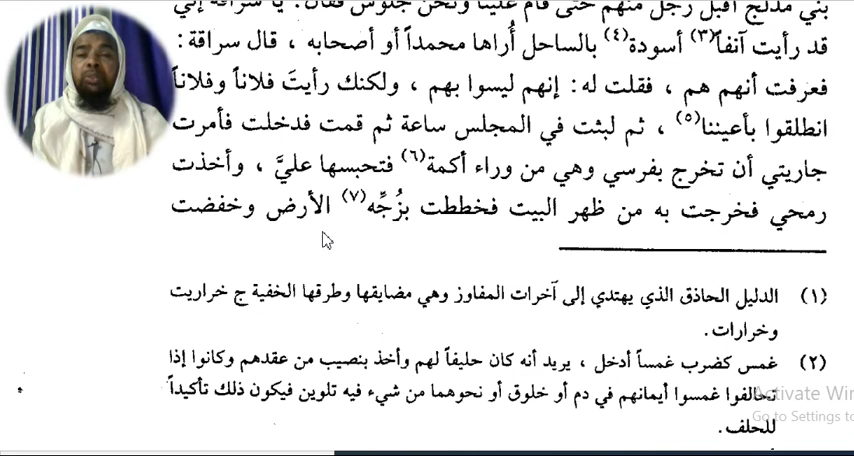 بني مدلج أقبل رجل منهم حتى قام علينا ونحن جلوس فقال: يا سراقة إني
قد رأيت آنفاً(٣) أسودة(٤) بالساحل أُراها محمداً أو أصحابه ، قال سراقة :
فعرفت أنهم هم ، فقلت له : إنهم ليسوا بهم ، ولكنك رأيتَ فلاناً وفلاناً
انطلقوا بأعيننا(٥) ، ثم لبثت في المجلس ساعة ثم قمت فدخلت فأمرت
جاريتي أن تخرج بفرسي وهي من وراء أكمة(٦) فتحبسها عليَّ ، وأخذت
رمحي فخرجت به من ظهر البيت فخططت بزُجِّه(٧) الأرض وخفضت
(١) الدليل الحاذق الذي يهتدي إلى آخرات المفاوز وهي مضايقها وطرقها الخفية ج خراريت
وخرارات .
(٢) غمس كضرب غمساً أدخل ، يريد أنه كان حليفاً لهم وأخذ بنصيب من عقدهم وكانوا إذا
تحالفوا غمسوا أيمانهم في دم أو خلوق أو نحوهما من شيء فيه تلوين فيكون ذلك تأكيداً
للحلف .
Activate Wir
Go to Settings to